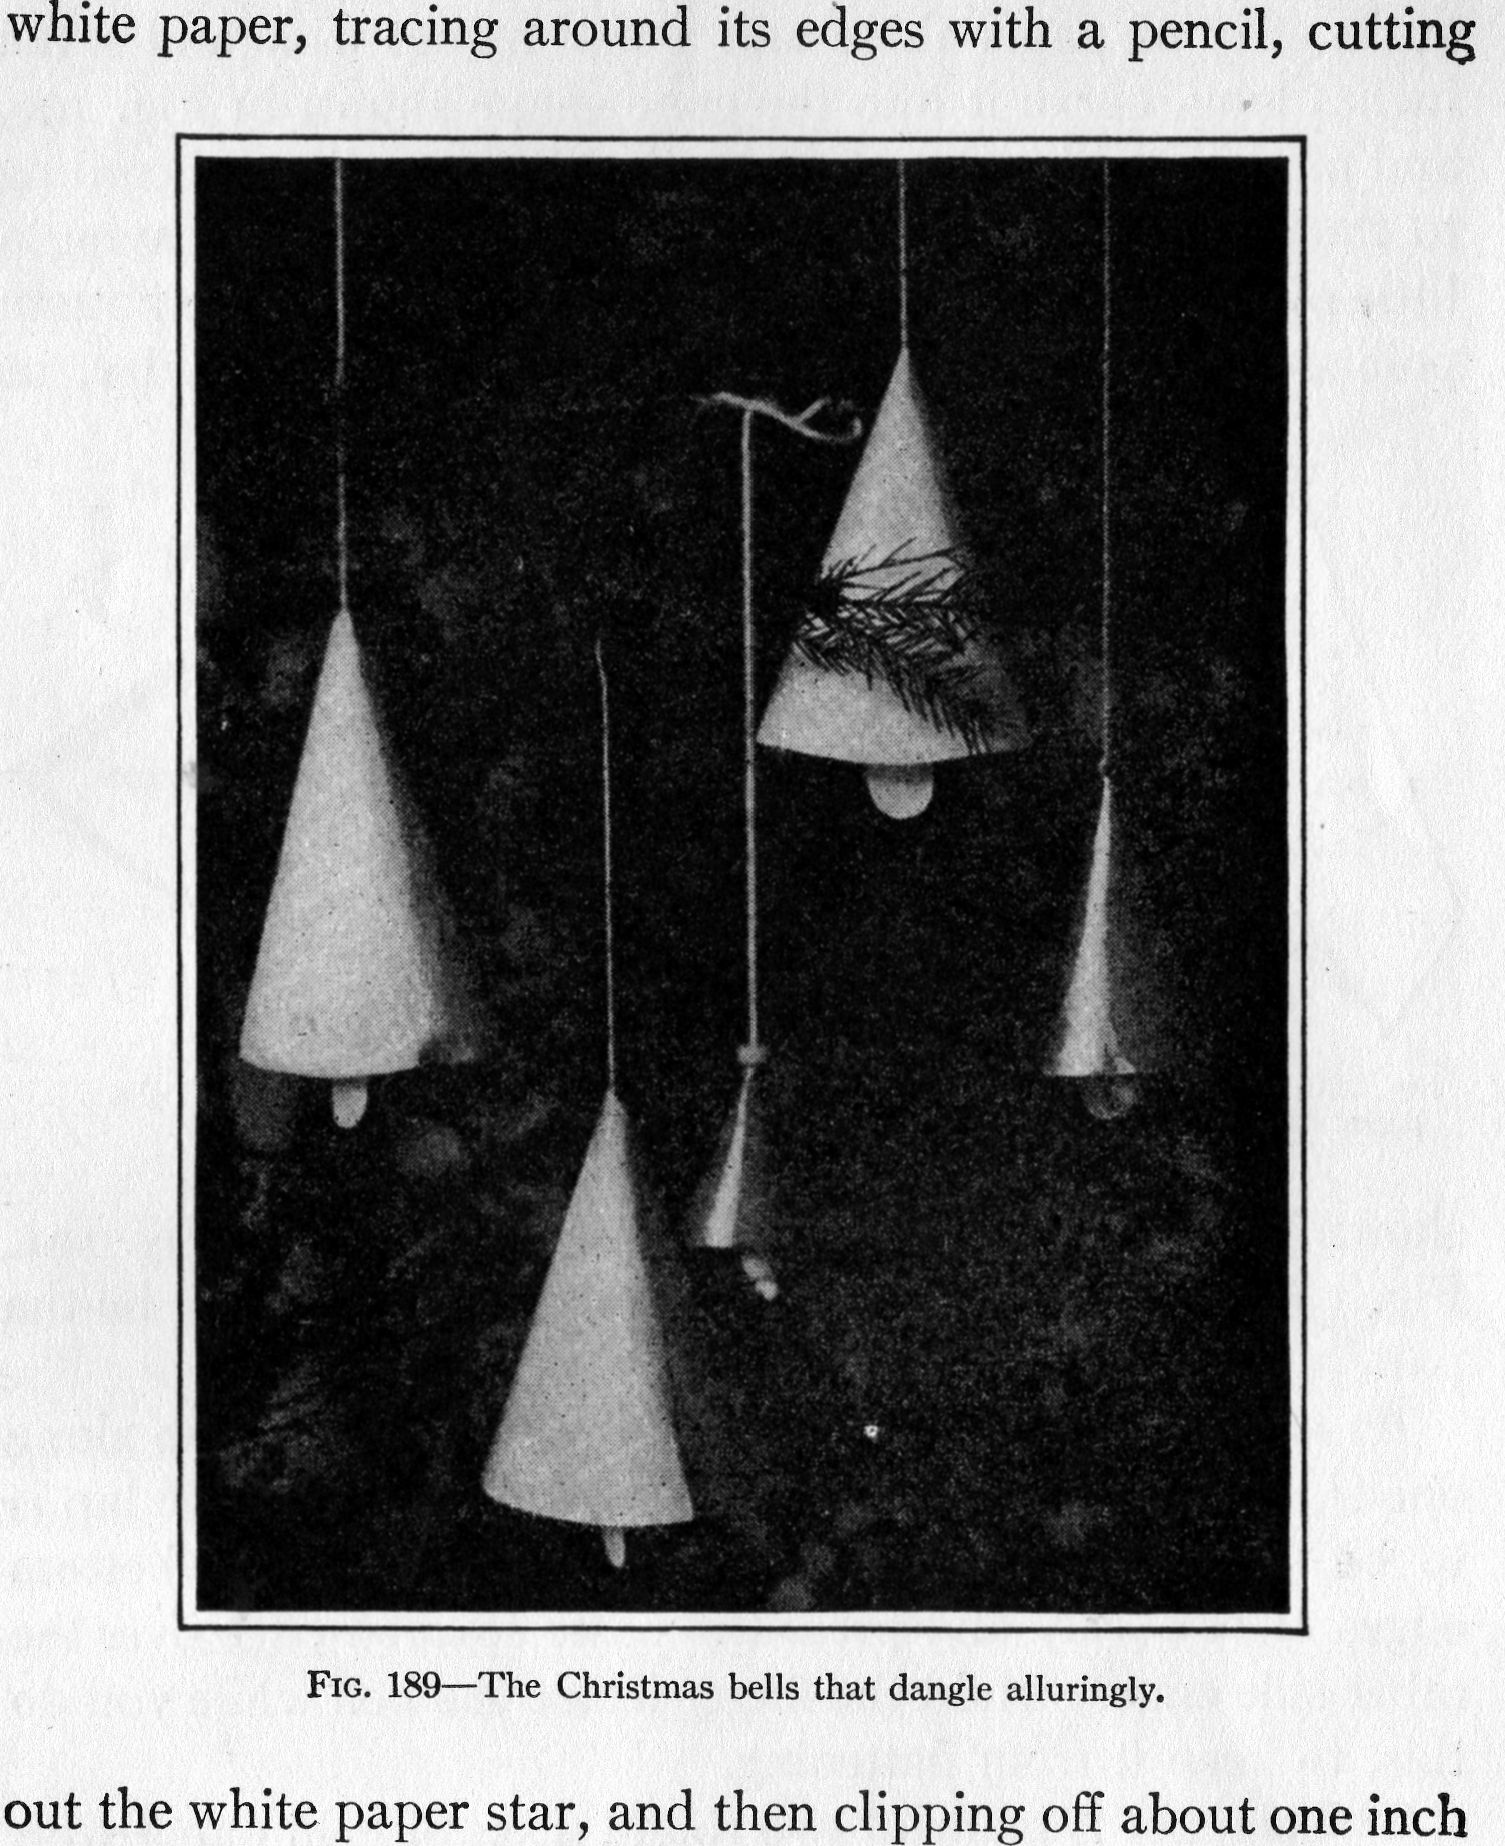 white paper, tracing around its edges with a pencil, cutting
FIG. 189—The Christmas bells that dangle alluringly.
out the white paper star, and then clipping off about one inch